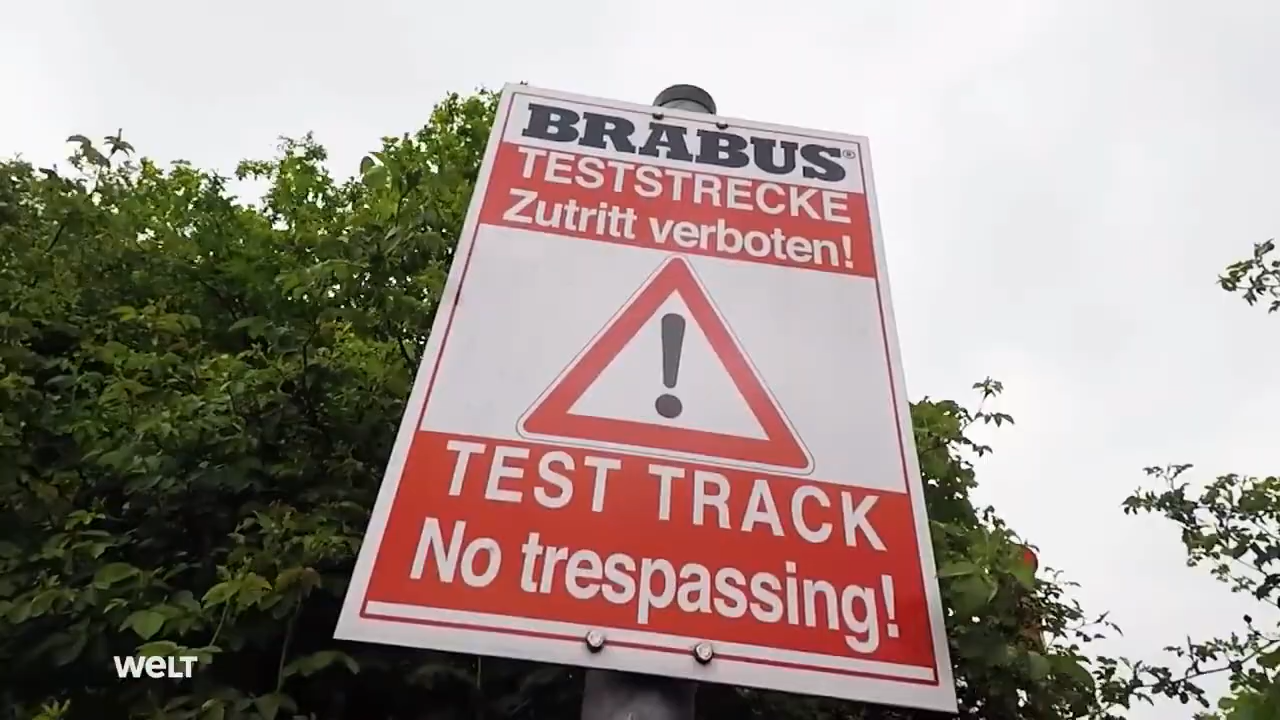 BRABUS®
TESTSTRECKE
Zutritt verboten!
!
TEST TRACK
No trespassing!
welt